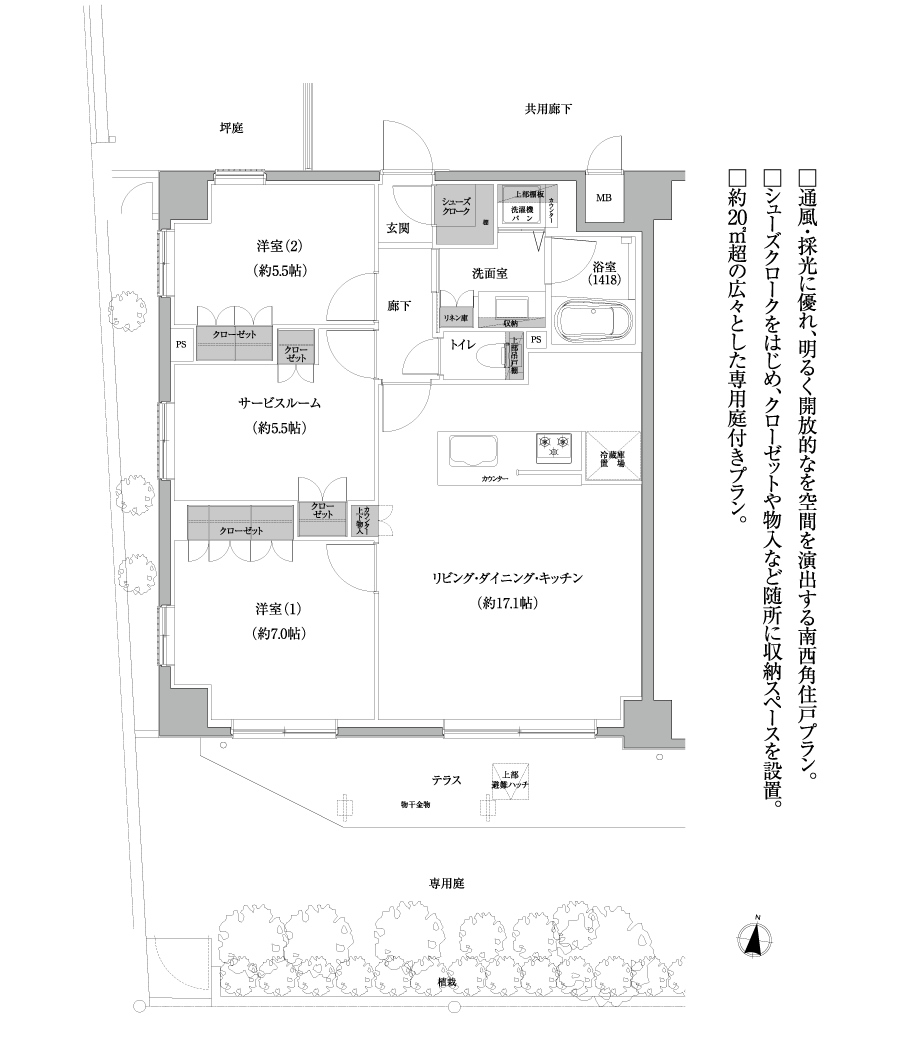 共用廊下
坪庭
MB
上部棚板
洗濯機
パン
カウンター
シューズ
クローク
棚
玄関
洋室（2）
（約5.5帖）
洗面室
浴室
（1418）
廊下
リネン庫
収納
クローゼット
PS
クロー
ゼット
トイレ
上部吊戸棚
PS
サービスルーム
（約5.5帖）
冷蔵庫
置場
カウンター
クロー
ゼット
カウンター
上下物入
クローゼット
リビング・ダイニング・キッチン
（約17.1帖）
洋室（1）
（約7.0帖）
テラス
上部
避難ハッチ
物干金物
専用庭
植栽
N
□通風・採光に優れ、明るく開放的なを空間を演出する南西角住戸プラン。
□シューズクロークをはじめ、クローゼットや物入など随所に収納スペースを設置。
□約20㎡超の広々とした専用庭付きプラン。